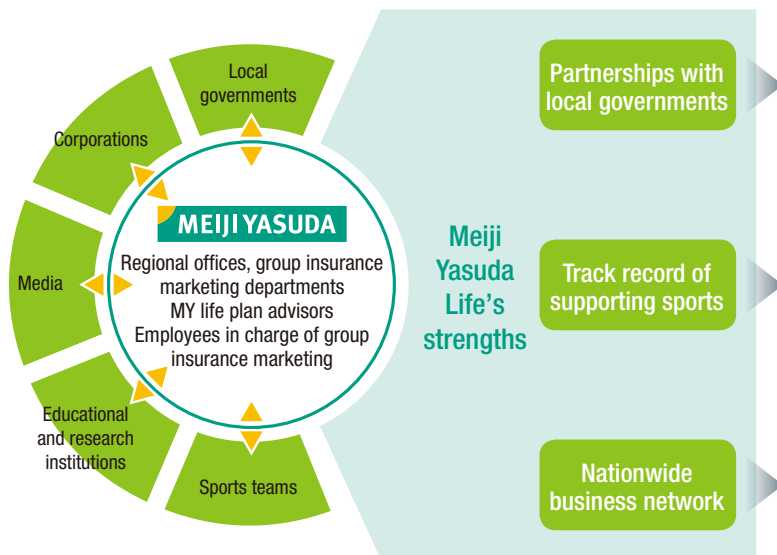 Local
governments
Corporations
Media
Educational
and research
institutions
Sports teams
MEIJI YASUDA
Regional offices, group insurance
marketing departments
MY life plan advisors
Employees in charge of group
insurance marketing
Meiji
Yasuda
Life’s
strengths
Partnerships with
local governments
Track record of
supporting sports
Nationwide
business network